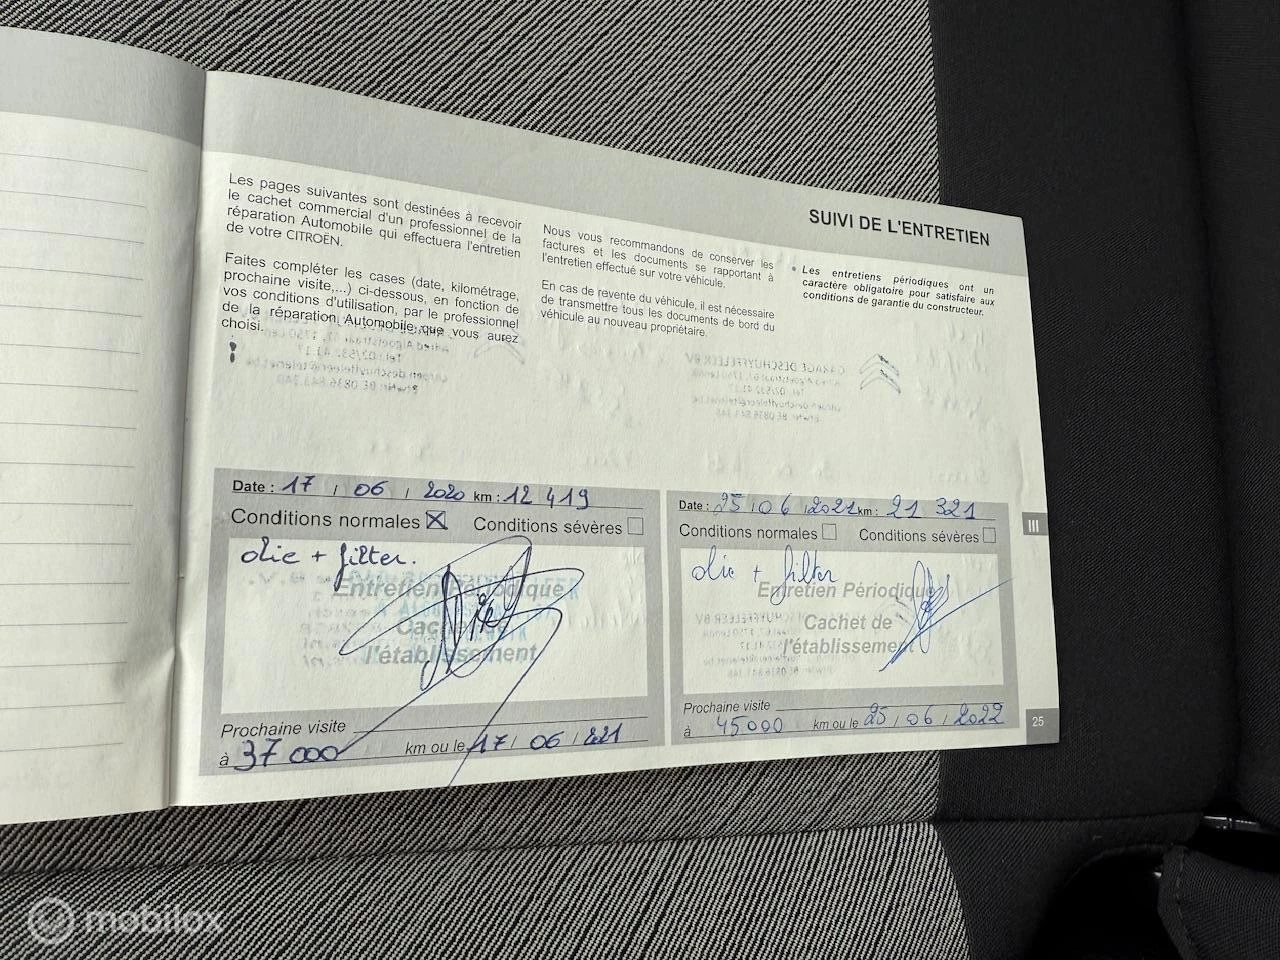 SUIVI DE L'ENTRETIEN
Les pages suivantes sont destinées à recevoir
le cachet commercial d'un professionnel de la
réparation Automobile qui effectuera l'entretien
de votre CITROËN.
Faites compléter les cases (date, kilométrage,
prochaine visite,...) ci-dessous, en fonction de
vos conditions d'utilisation, par le professionnel
de la réparation Automobile que vous aurez
choisi.
Nous vous recommandons de conserver les
factures et les documents se rapportant à
l'entretien effectué sur votre véhicule.
En cas de revente du véhicule, il est nécessaire
de transmettre tous les documents de bord du
véhicule au nouveau propriétaire.
• Les entretiens périodiques ont un
caractère obligatoire pour satisfaire aux
conditions de garantie du constructeur.
Date : 17 / 06 / 2020 km : 12 419
Conditions normales ☒ Conditions sévères ☐
olie + filter.
Entretien Périodique
Cachet de
l'établissement
Prochaine visite
à 37 000 km ou le 17 / 06 / 2021
Date : 25 / 06 / 2021 km : 21 321
Conditions normales ☐ Conditions sévères ☐
olie + filter
Entretien Périodique
Cachet de
l'établissement
Prochaine visite
à 45000 km ou le 25 / 06 / 2022
III
25
mobilox